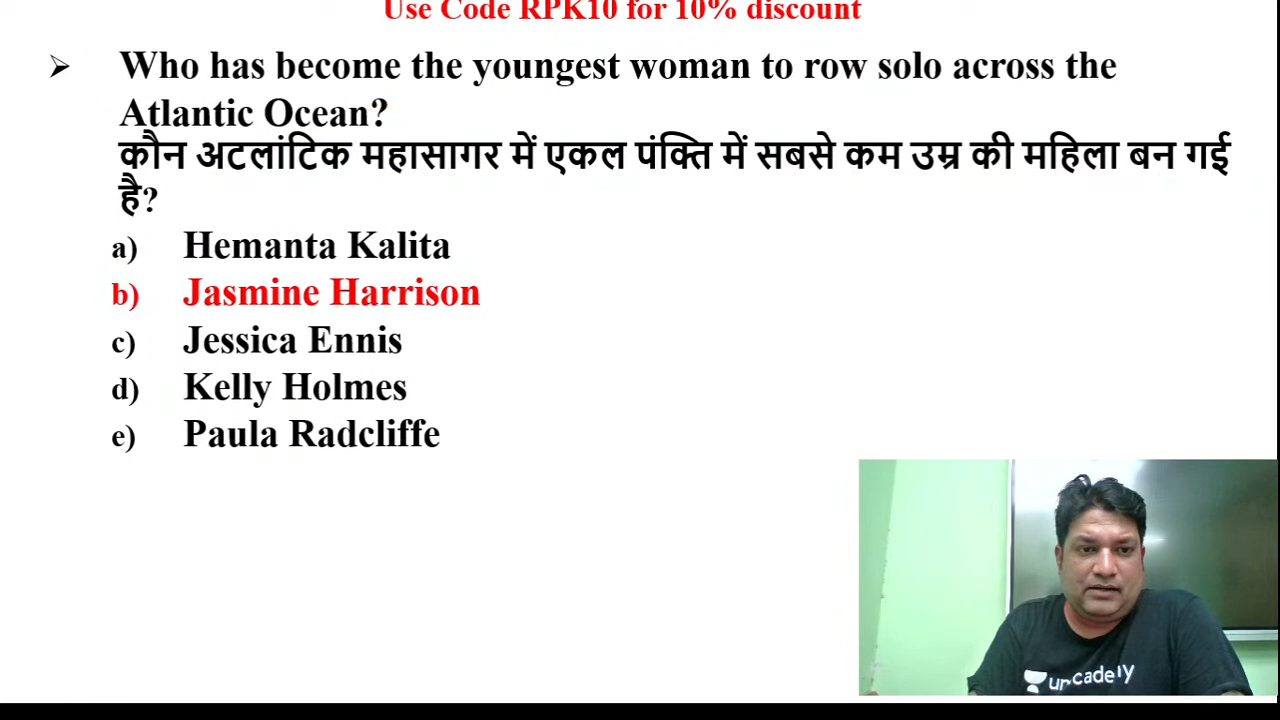 Use Code RPK10 for 10% discount
➢ Who has become the youngest woman to row solo across the
Atlantic Ocean?
कौन अटलांटिक महासागर में एकल पंक्ति में सबसे कम उम्र की महिला बन गई
है?
a) Hemanta Kalita
b) Jasmine Harrison
c) Jessica Ennis
d) Kelly Holmes
e) Paula Radcliffe